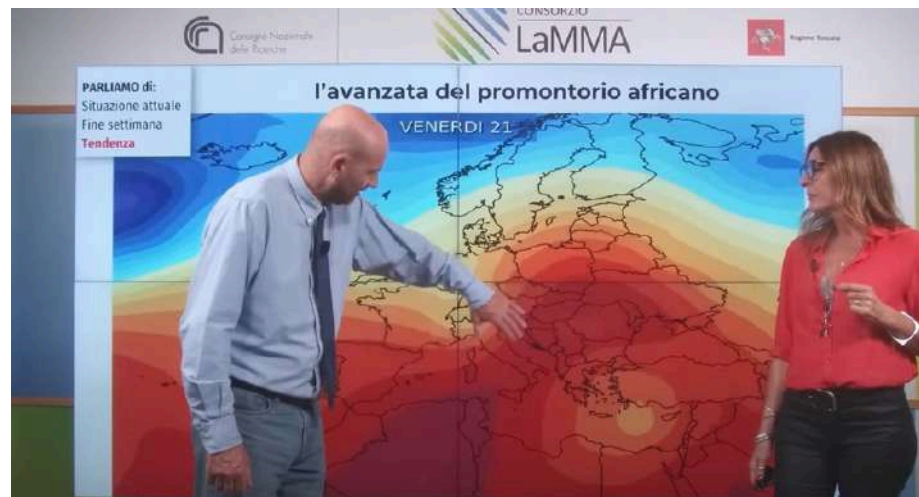 Consiglio Nazionale
delle Ricerche
CONSORZIO
LaMMA
Regione Toscana
PARLIAMO di:
Situazione attuale
Fine settimana
Tendenza
l'avanzata del promontorio africano
VENERDI 21